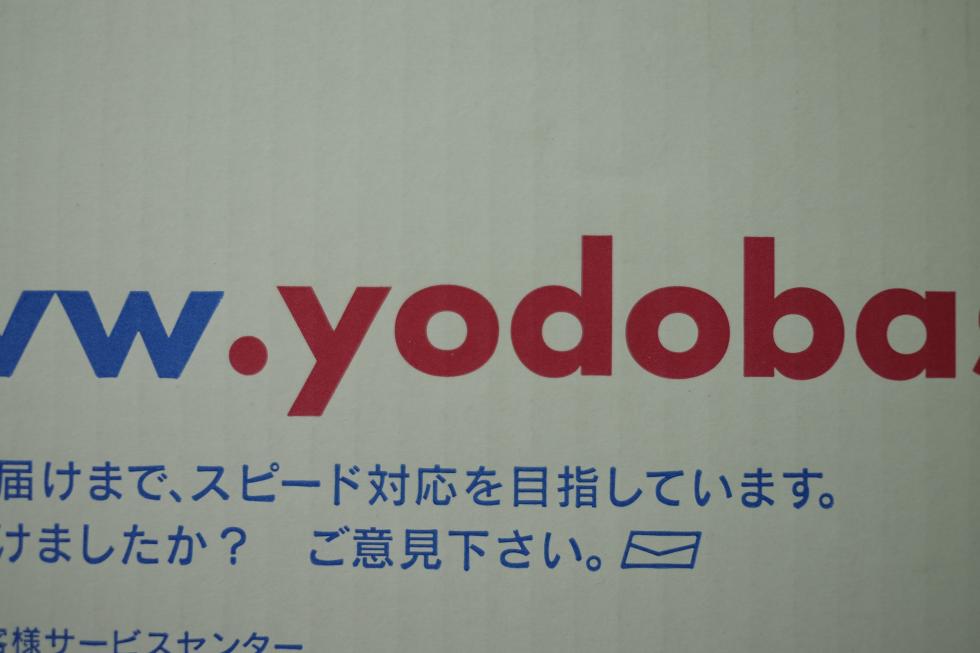 w.yodoba
届けまで、スピード対応を目指しています。
けましたか？　ご意見下さい。
客様サービスセンター